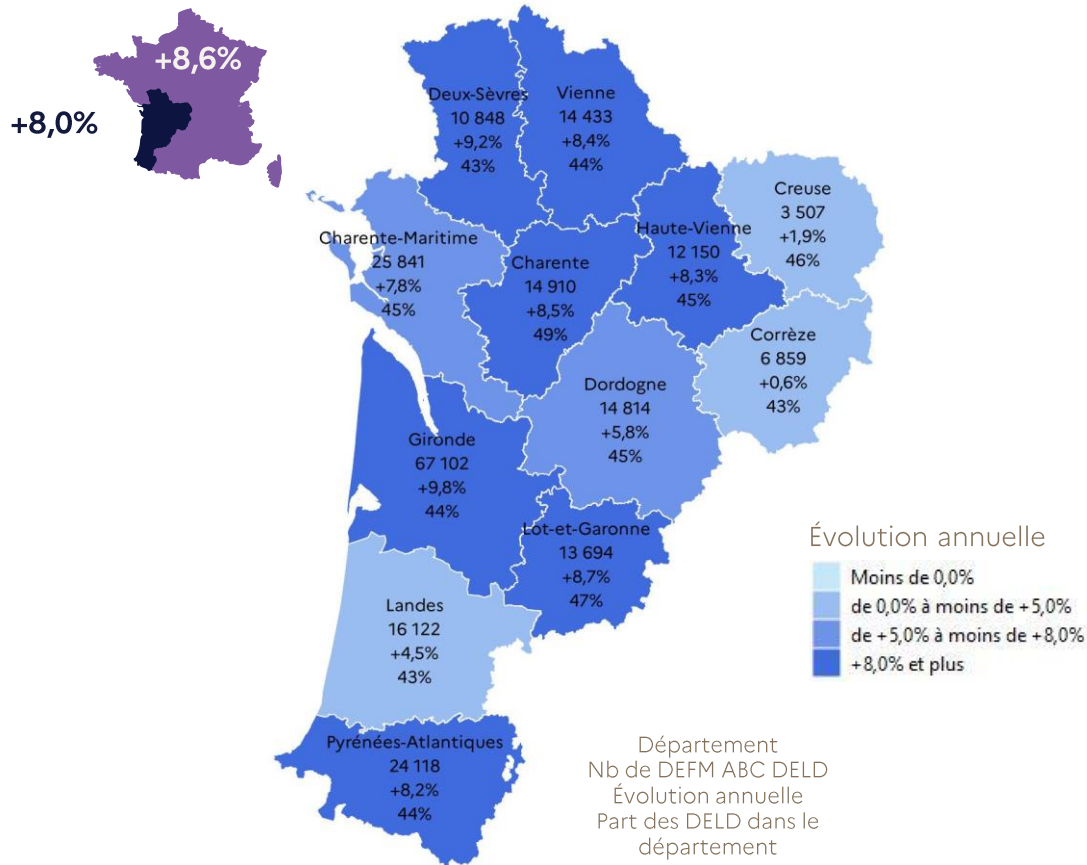 +8,6%
+8,0%
Deux-Sèvres
10 848
+9,2%
43%
Vienne
14 433
+8,4%
44%
Creuse
3 507
+1,9%
46%
Charente-Maritime
25 841
+7,8%
45%
Charente
14 910
+8,5%
49%
Haute-Vienne
12 150
+8,3%
45%
Corrèze
6 859
+0,6%
43%
Dordogne
14 814
+5,8%
45%
Gironde
67 102
+9,8%
44%
Lot-et-Garonne
13 694
+8,7%
47%
Landes
16 122
+4,5%
43%
Pyrénées-Atlantiques
24 118
+8,2%
44%
Évolution annuelle
Moins de 0,0%
de 0,0% à moins de +5,0%
de +5,0% à moins de +8,0%
+8,0% et plus
Département
Nb de DEFM ABC DELD
Évolution annuelle
Part des DELD dans le
département